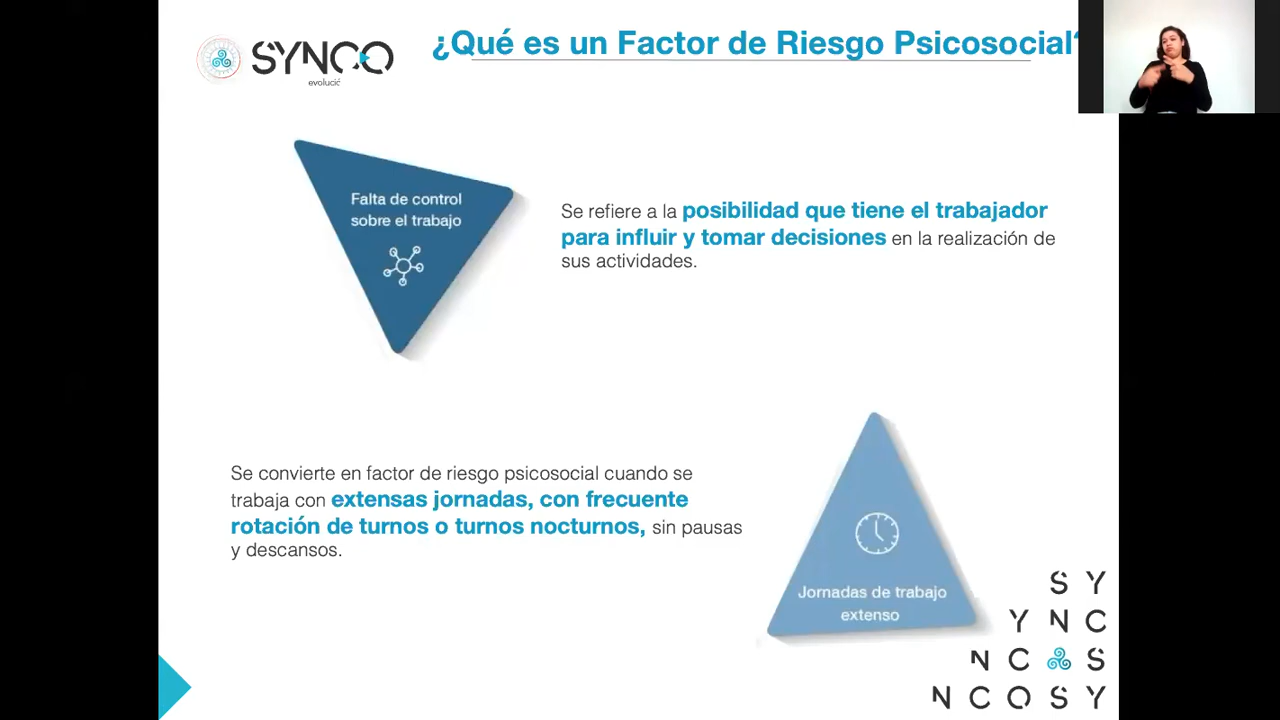 SYNCO
evolució
¿Qué es un Factor de Riesgo Psicosocial?
Falta de control
sobre el trabajo
Se refiere a la posibilidad que tiene el trabajador
para influir y tomar decisiones en la realización de
sus actividades.
Se convierte en factor de riesgo psicosocial cuando se
trabaja con extensas jornadas, con frecuente
rotación de turnos o turnos nocturnos, sin pausas
y descansos.
Jornadas de trabajo
extenso
S Y
Y N C
N C S
N C O S Y